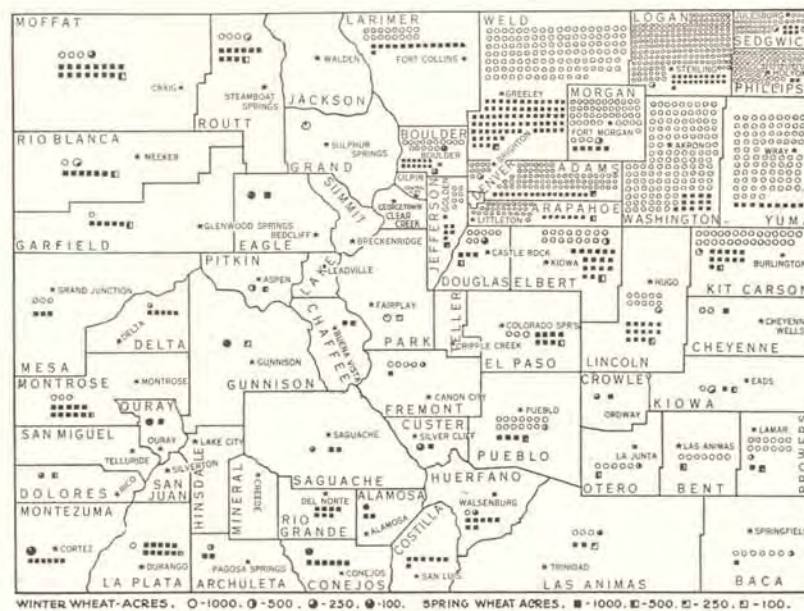 MOFFAT
CRAIG
ROUTT
STEAMBOAT
SPRINGS
JACKSON
WALDEN
LARIMER
FORT COLLINS
WELD
GREELEY
LOGAN
STERLING
JULESBURG
SEDGWIC
PHILLIPS
MORGAN
FORT MORGAN
RIO BLANCA
MEEKER
GRAND
SULPHUR
SPRINGS
BOULDER
BOULDER
GILPIN
BRIGHTON
ADAMS
DENVER
AKRON
WASHINGTON
WRAY
YUMA
GARFIELD
GLENWOOD SPRINGS
EAGLE
REDCLIFF
SUMMIT
BRECKENRIDGE
GEORGETOWN
CLEAR
CREEK
JEFFERSON
GOLDEN
LITTLETON
ARAPAHOE
PITKIN
ASPEN
LAKE
LEADVILLE
DOUGLAS
CASTLE ROCK
ELBERT
KIOWA
HUGO
LINCOLN
BURLINGTON
KIT CARSON
MESA
GRAND JUNCTION
DELTA
DELTA
GUNNISON
GUNNISON
CHAFFEE
BUENA VISTA
PARK
FAIRPLAY
TELLER
CRIPPLE CREEK
COLORADO SPR'S
EL PASO
CHEYENNE
WELLS
CHEYENNE
MONTROSE
MONTROSE
OURAY
OURAY
FREMONT
CANON CITY
CROWLEY
ORDWAY
KIOWA
EADS
SAN MIGUEL
TELLURIDE
LAKE CITY
HINSDALE
SAGUACHE
SAGUACHE
CUSTER
SILVER CLIFF
PUEBLO
PUEBLO
LA JUNTA
OTERO
LAS ANIMAS
BENT
LAMAR
DOLORES
RICO
SILVERTON
SAN
JUAN
MINERAL
CREEDE
DEL NORTE
RIO
GRANDE
ALAMOSA
ALAMOSA
HUERFANO
WALSENBURG
MONTEZUMA
CORTEZ
LA PLATA
DURANGO
ARCHULETA
PAGOSA SPRINGS
CONEJOS
CONEJOS
COSTILLA
SAN LUIS
LAS ANIMAS
TRINIDAD
SPRINGFIELD
BACA
WINTER WHEAT-ACRES. -1000. -500. -250. -100. SPRING WHEAT ACRES. -1000. -500. -250. -100.